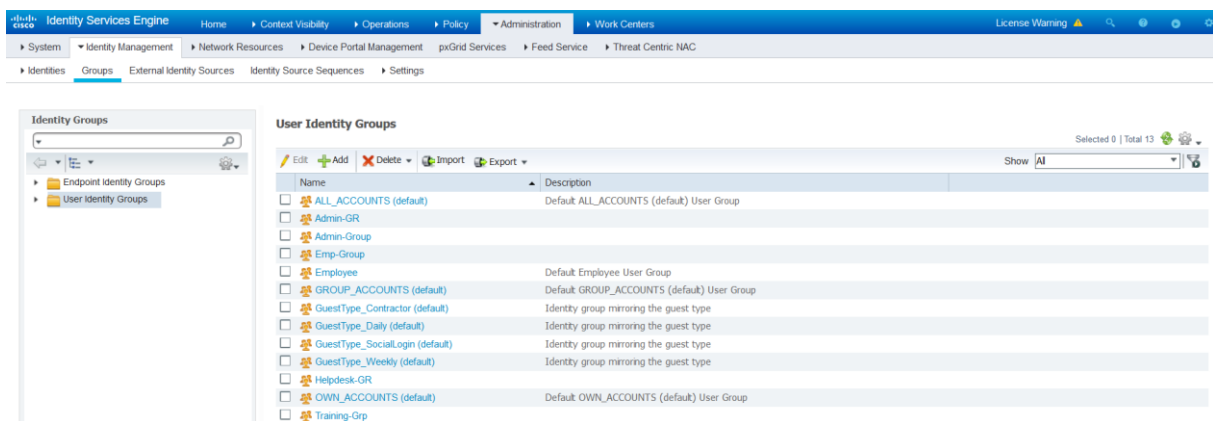 cisco Identity Services Engine Home Context Visibility Operations Policy Administration Work Centers License Warning
System Identity Management Network Resources Device Portal Management pxGrid Services Feed Service Threat Centric NAC
Identities Groups External Identity Sources Identity Source Sequences Settings
Identity Groups
Endpoint Identity Groups
User Identity Groups
User Identity Groups
Selected 0 | Total 13
Edit Add Delete Import Export Show All
Name Description
ALL_ACCOUNTS (default) Default ALL_ACCOUNTS (default) User Group
Admin-GR
Admin-Group
Emp-Group
Employee Default Employee User Group
GROUP_ACCOUNTS (default) Default GROUP_ACCOUNTS (default) User Group
GuestType_Contractor (default) Identity group mirroring the guest type
GuestType_Daily (default) Identity group mirroring the guest type
GuestType_SocialLogin (default) Identity group mirroring the guest type
GuestType_Weekly (default) Identity group mirroring the guest type
Helpdesk-GR
OWN_ACCOUNTS (default) Default OWN_ACCOUNTS (default) User Group
Training-Grp